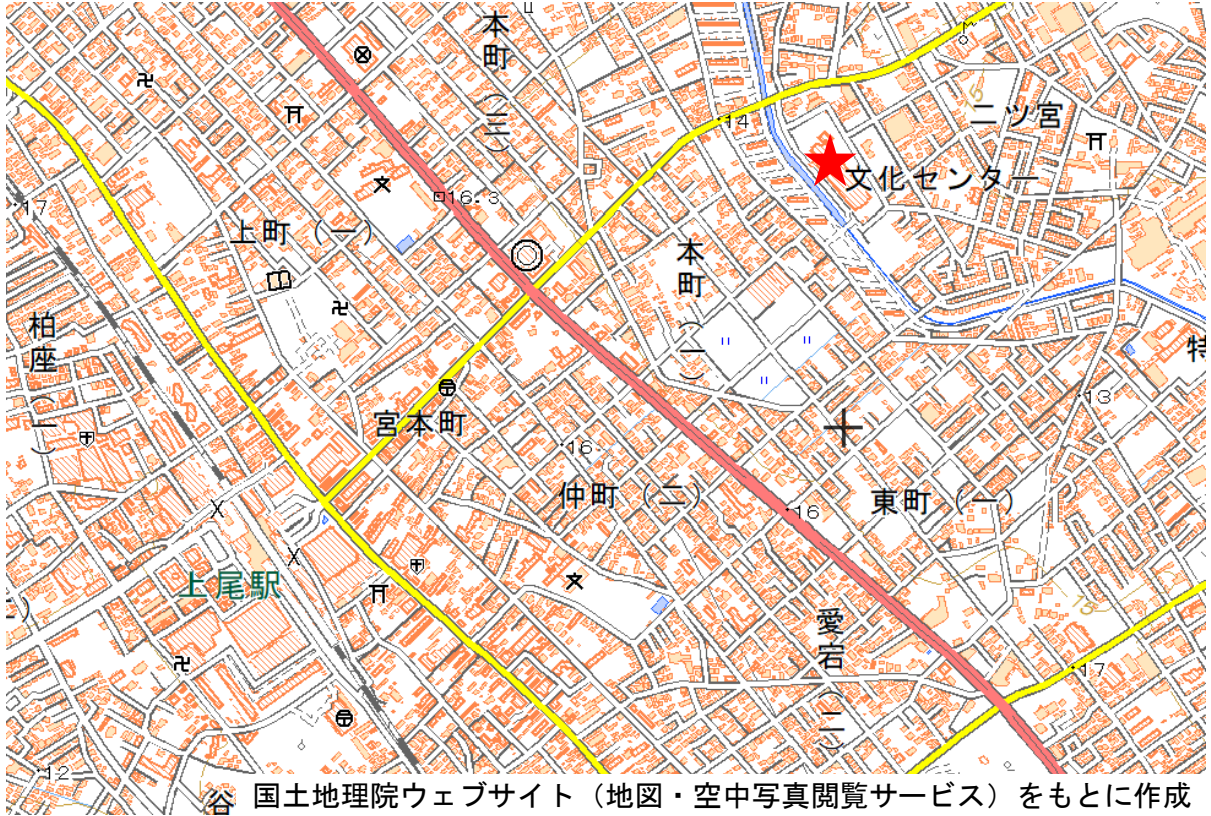 本町(三)
二ツ宮
14
文化センター
16.3
17
上町(一)
本町(一)
柏座(一)
特
13
宮本町
16
仲町(二)
16
東町(一)
上尾駅
愛宕(二)
17
12
谷
国土地理院ウェブサイト(地図・空中写真閲覧サービス)をもとに作成